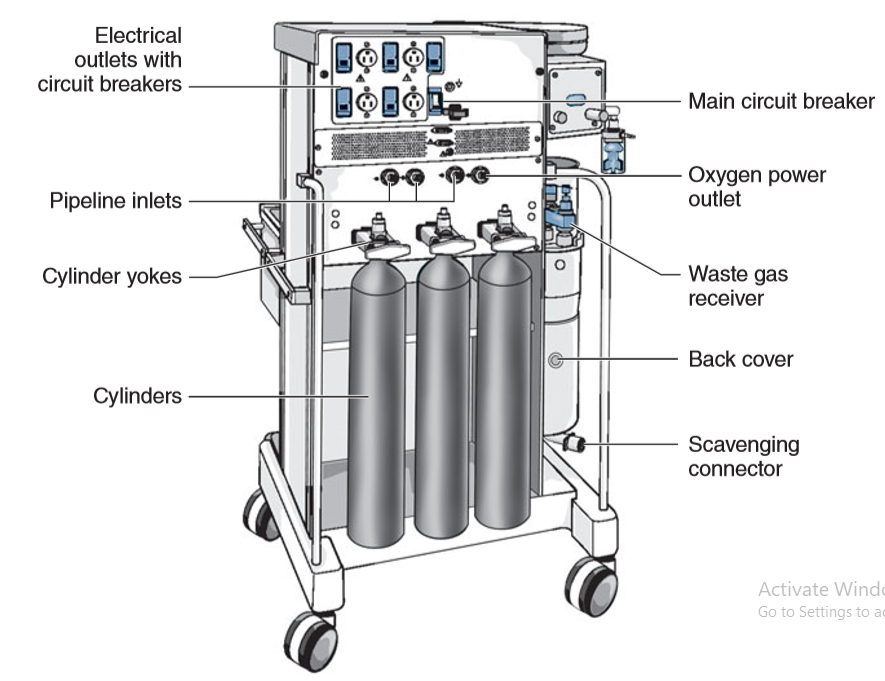 Electrical
outlets with
circuit breakers
Main circuit breaker
Pipeline inlets
Oxygen power
outlet
Cylinder yokes
Waste gas
receiver
Back cover
Cylinders
Scavenging
connector
Activate
Go to Settings to